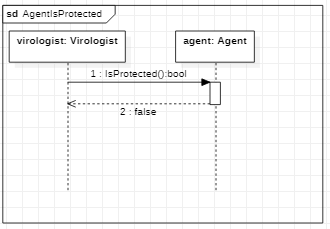 sd AgentIsProtected
virologist: Virologist
agent: Agent
1 : IsProtected():bool
2 : false